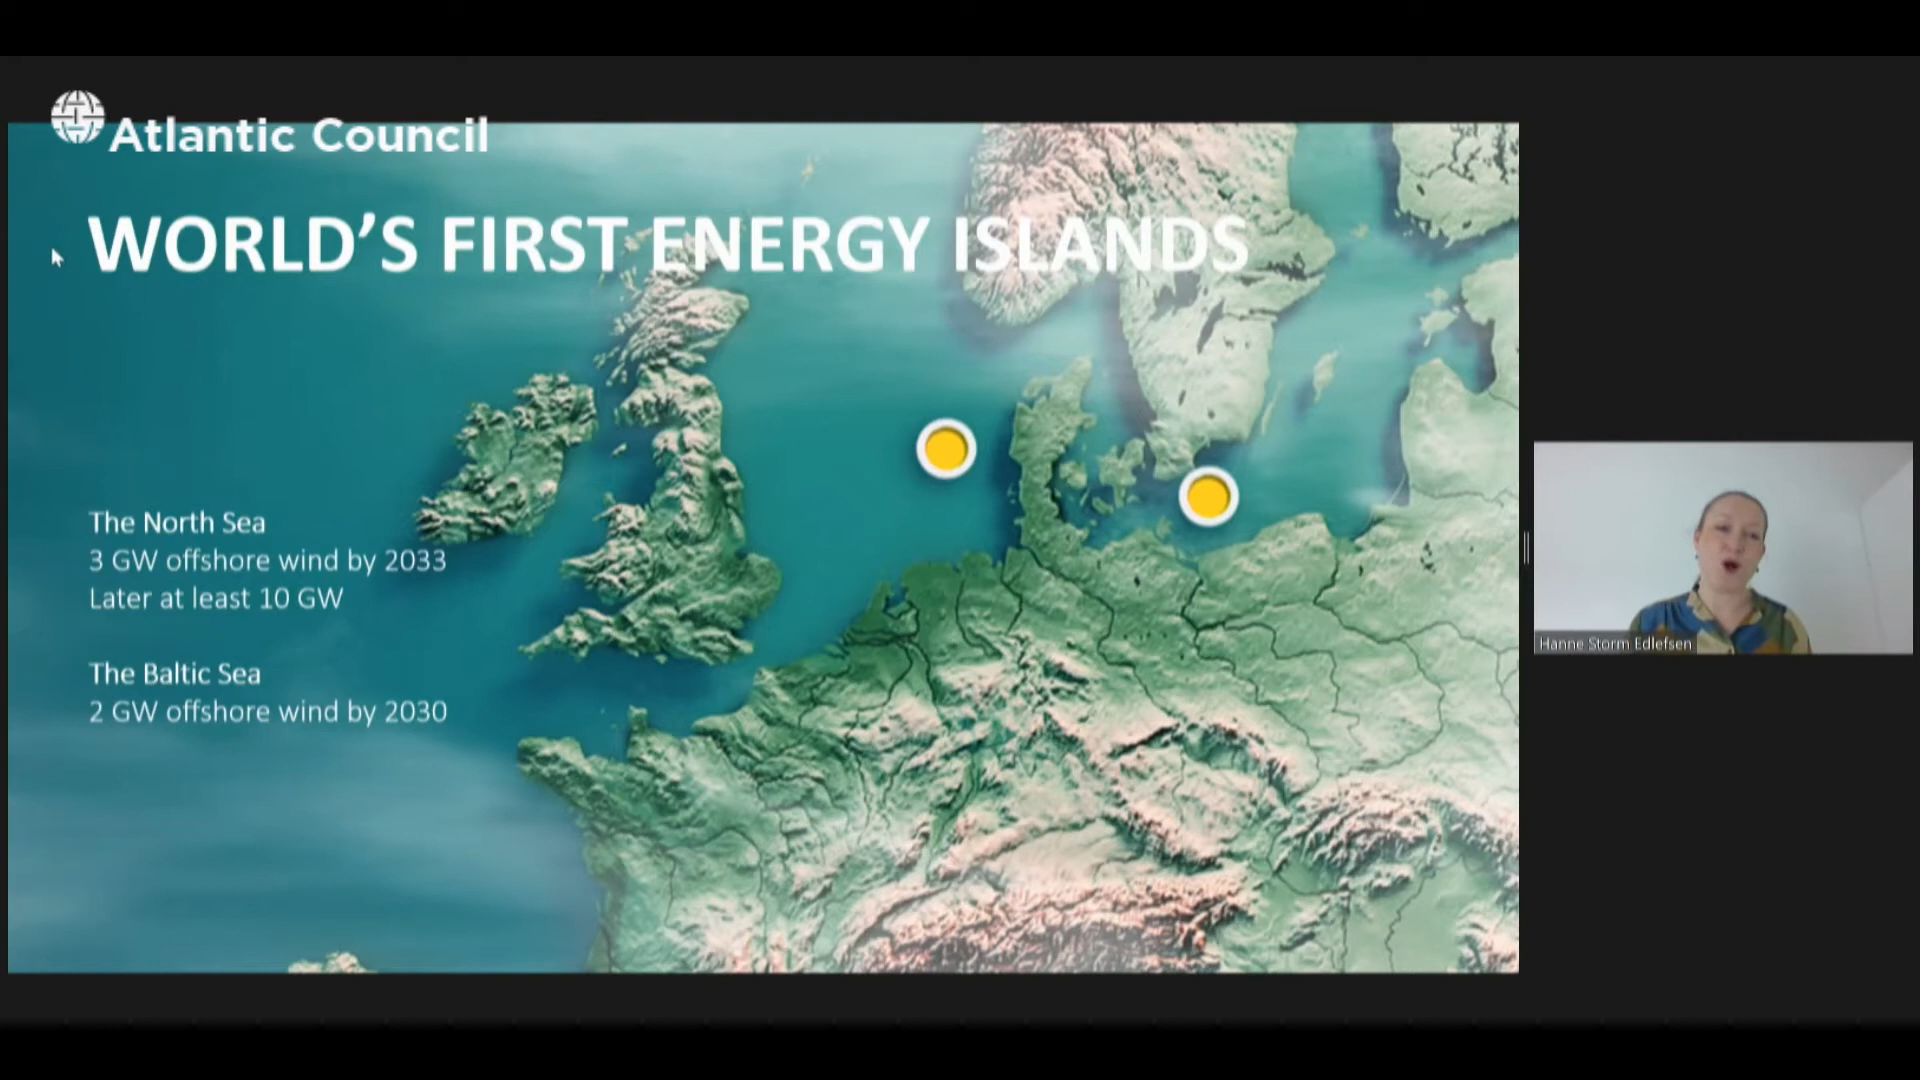 Atlantic Council
WORLD’S FIRST ENERGY ISLANDS
The North Sea
3 GW offshore wind by 2033
Later at least 10 GW
The Baltic Sea
2 GW offshore wind by 2030
Hanne Storm Edlefsen